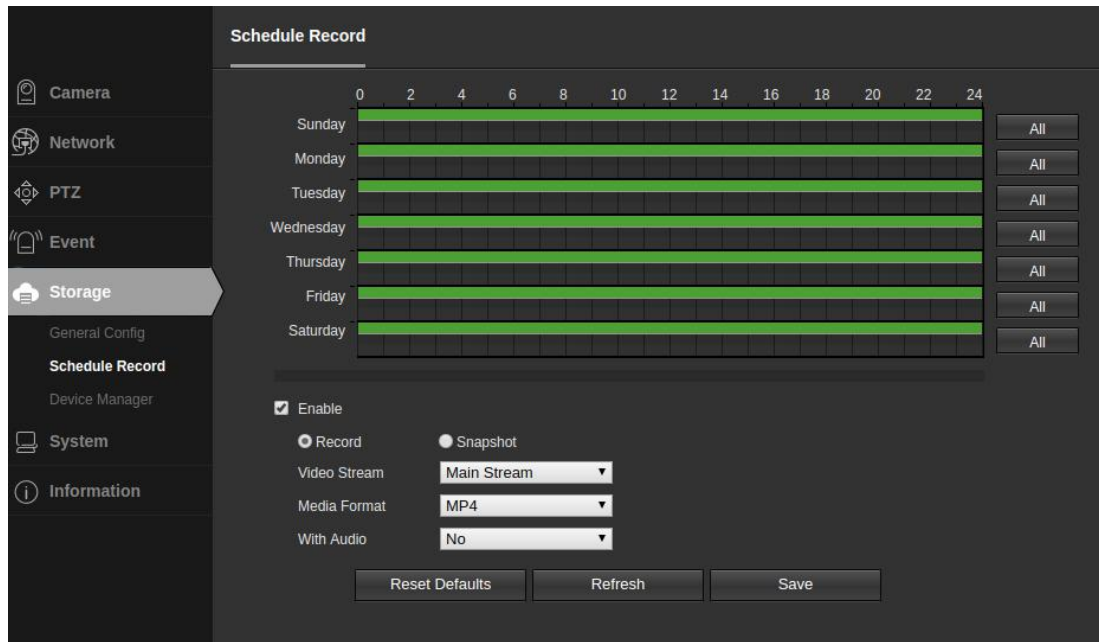 Schedule Record
Camera
Network
PTZ
Event
Storage
General Config
Schedule Record
Device Manager
System
Information
0 2 4 6 8 10 12 14 16 18 20 22 24
Sunday All
Monday All
Tuesday All
Wednesday All
Thursday All
Friday All
Saturday All
Enable
Record Snapshot
Video Stream Main Stream
Media Format MP4
With Audio No
Reset Defaults Refresh Save